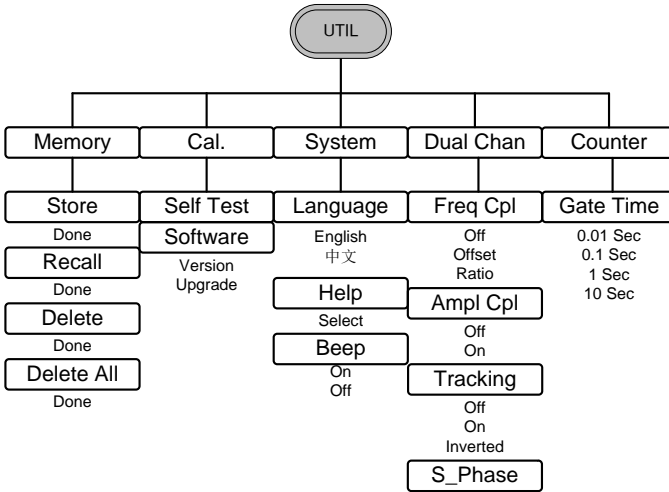 UTIL
Memory
Cal.
System
Dual Chan
Counter
Store
Done
Recall
Done
Delete
Done
Delete All
Done
Self Test
Software
Version
Upgrade
Language
English
中文
Help
Select
Beep
On
Off
Freq Cpl
Off
Offset
Ratio
Ampl Cpl
Off
On
Tracking
Off
On
Inverted
S_Phase
Gate Time
0.01 Sec
0.1 Sec
1 Sec
10 Sec